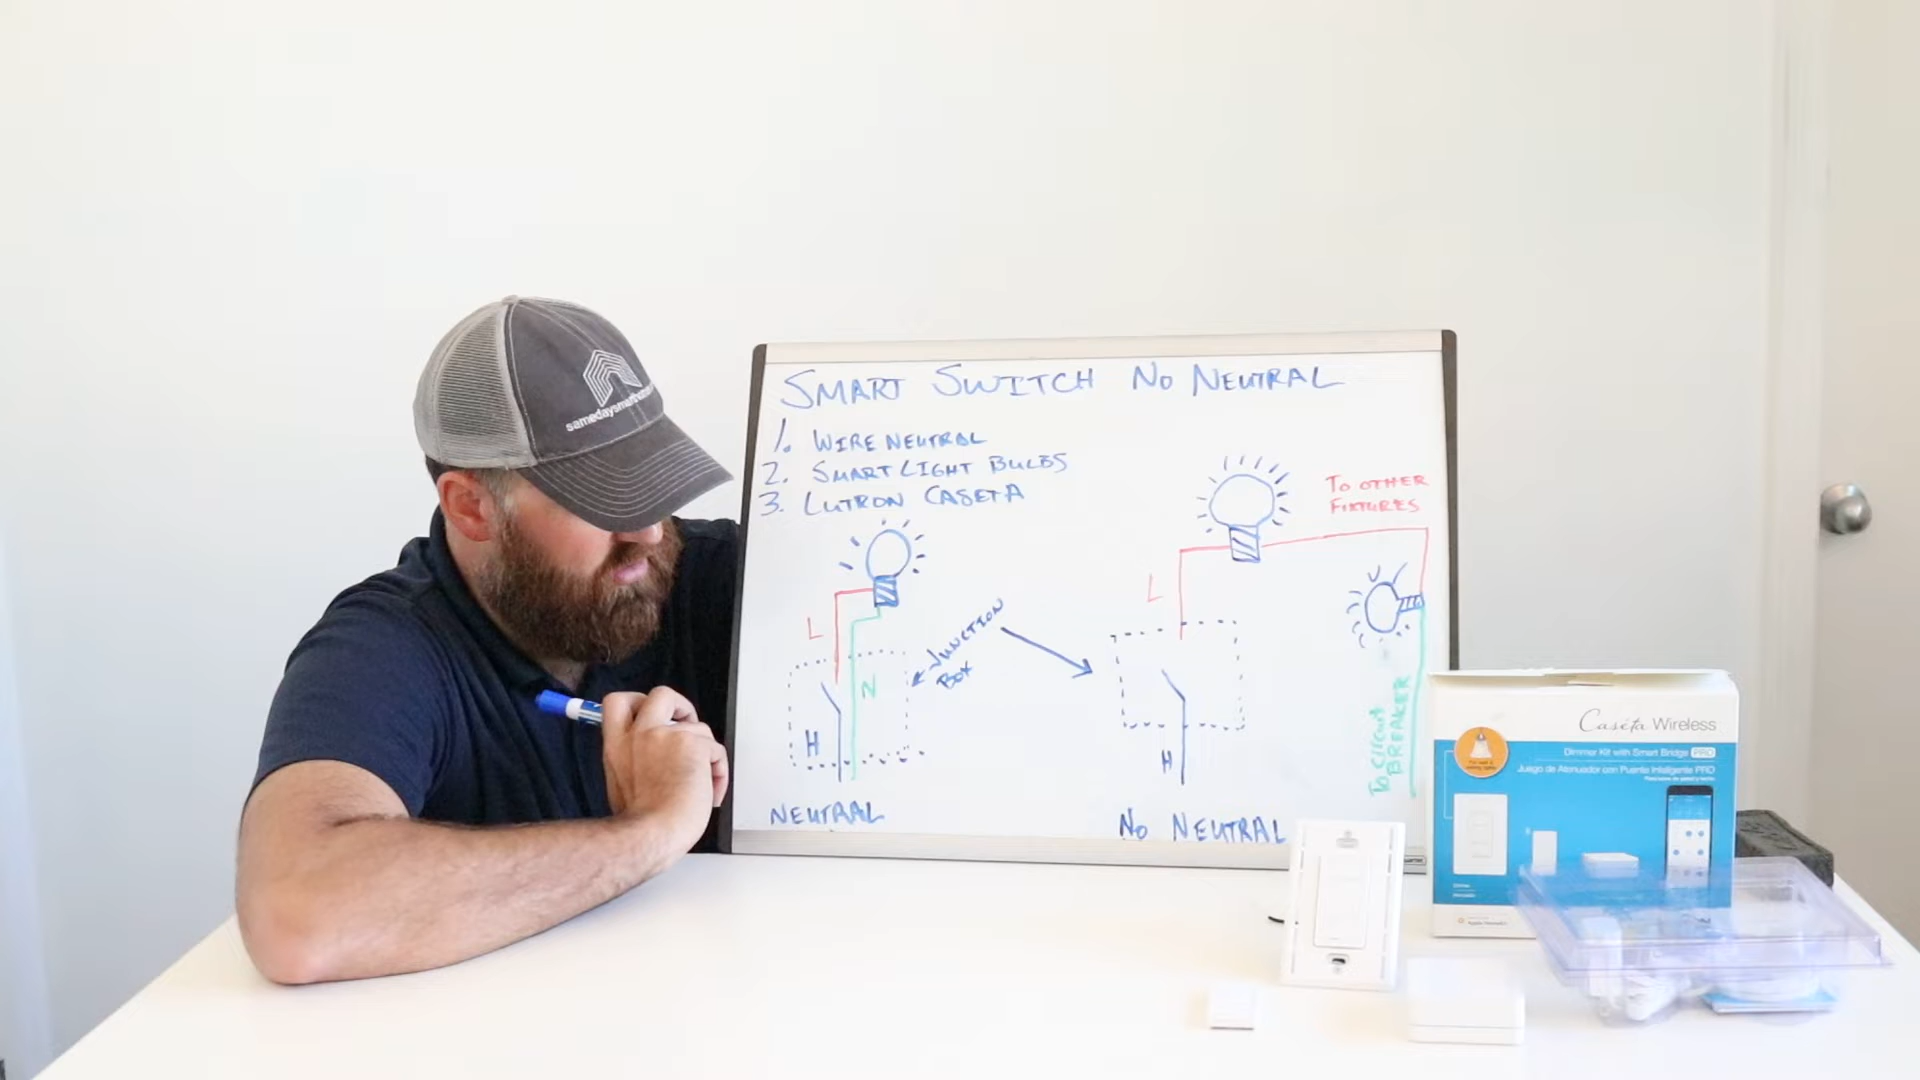 SMART SWITCH NO NEUTRAL
1. WIRE NEUTRAL
2. SMART LIGHT BULBS
3. LUTRON CASETA
L
N
H
JUNCTION
BOX
NEUTRAL
TO OTHER
FIXTURES
L
H
TO CIRCUIT
BREAKER
NO NEUTRAL
Caséta Wireless
Dimmer Kit with Smart Bridge PRO
Juego de Atenuador con Puente Inteligente PRO